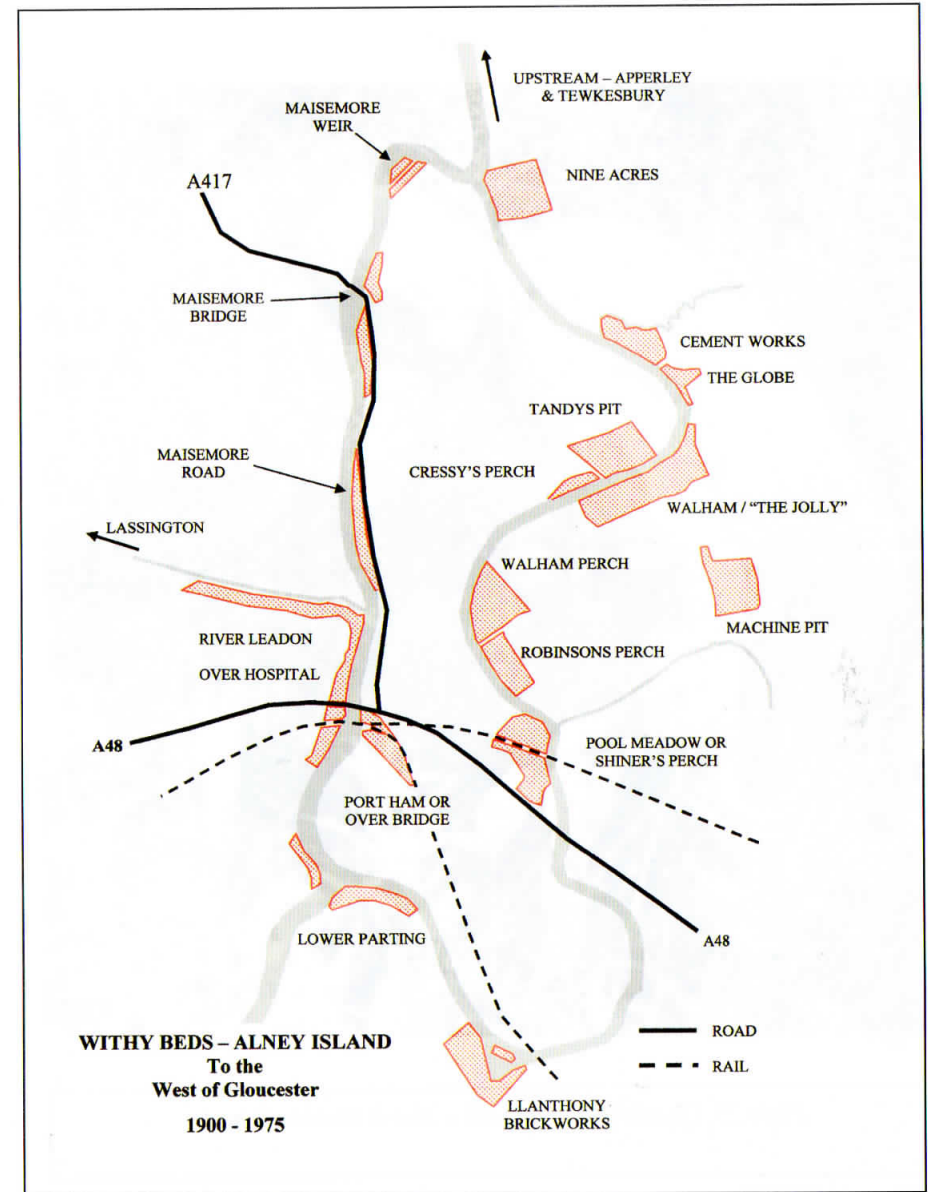 UPSTREAM – APPERLEY
& TEWKESBURY
MAISEMORE
WEIR
A417
NINE ACRES
MAISEMORE
BRIDGE
CEMENT WORKS
THE GLOBE
TANDYS PIT
MAISEMORE
ROAD
CRESSY'S PERCH
WALHAM / "THE JOLLY"
LASSINGTON
WALHAM PERCH
MACHINE PIT
RIVER LEADON
ROBINSONS PERCH
OVER HOSPITAL
A48
POOL MEADOW OR
SHINER'S PERCH
PORT HAM OR
OVER BRIDGE
LOWER PARTING
A48
WITHY BEDS – ALNEY ISLAND
To the
West of Gloucester
1900 - 1975
ROAD
RAIL
LLANTHONY
BRICKWORKS